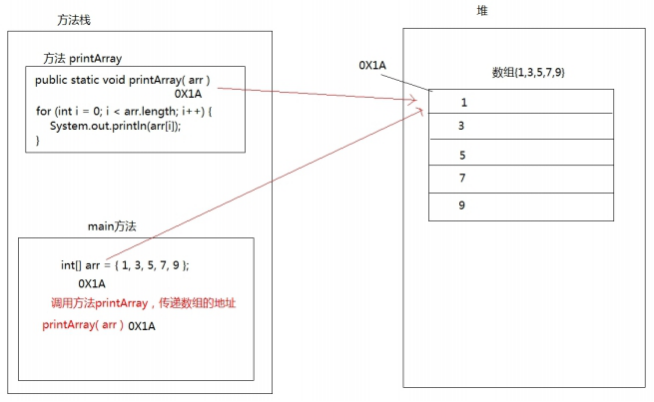 方法栈
方法 printArray
public static void printArray( arr )
0X1A
for (int i = 0; i < arr.length; i++) {
System.out.println(arr[i]);
}
main方法
int[] arr = { 1, 3, 5, 7, 9 };
0X1A
调用方法printArray，传递数组的地址
printArray( arr ) 0X1A
堆
0X1A
数组(1,3,5,7,9)
1
3
5
7
9